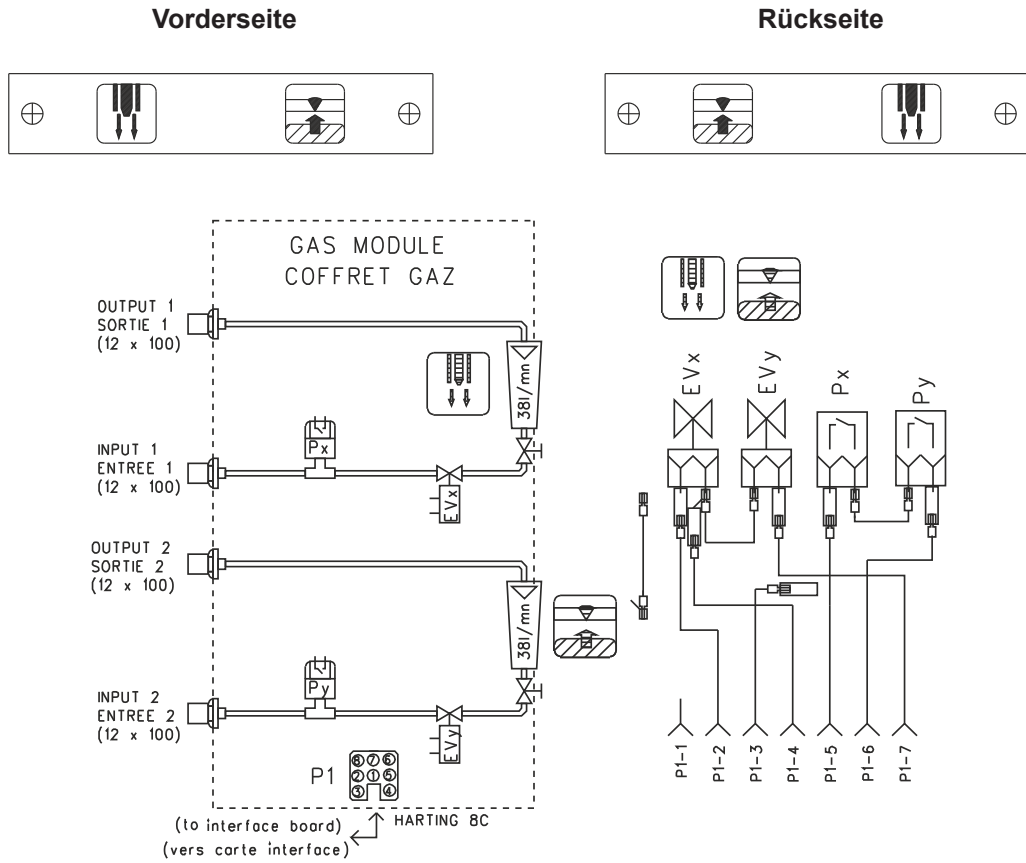 Vorderseite
Rückseite
GAS MODULE
COFFRET GAZ
OUTPUT 1
SORTIE 1
(12 x 100)
38l/mn
Px
INPUT 1
ENTREE 1
(12 x 100)
EVx
OUTPUT 2
SORTIE 2
(12 x 100)
38l/mn
Py
INPUT 2
ENTREE 2
(12 x 100)
EVy
P1
8 7 6
2 1 5
3 4
HARTING 8C
(to interface board)
(vers carte interface)
EVx
EVy
Px
Py
P1-1
P1-2
P1-3
P1-4
P1-5
P1-6
P1-7